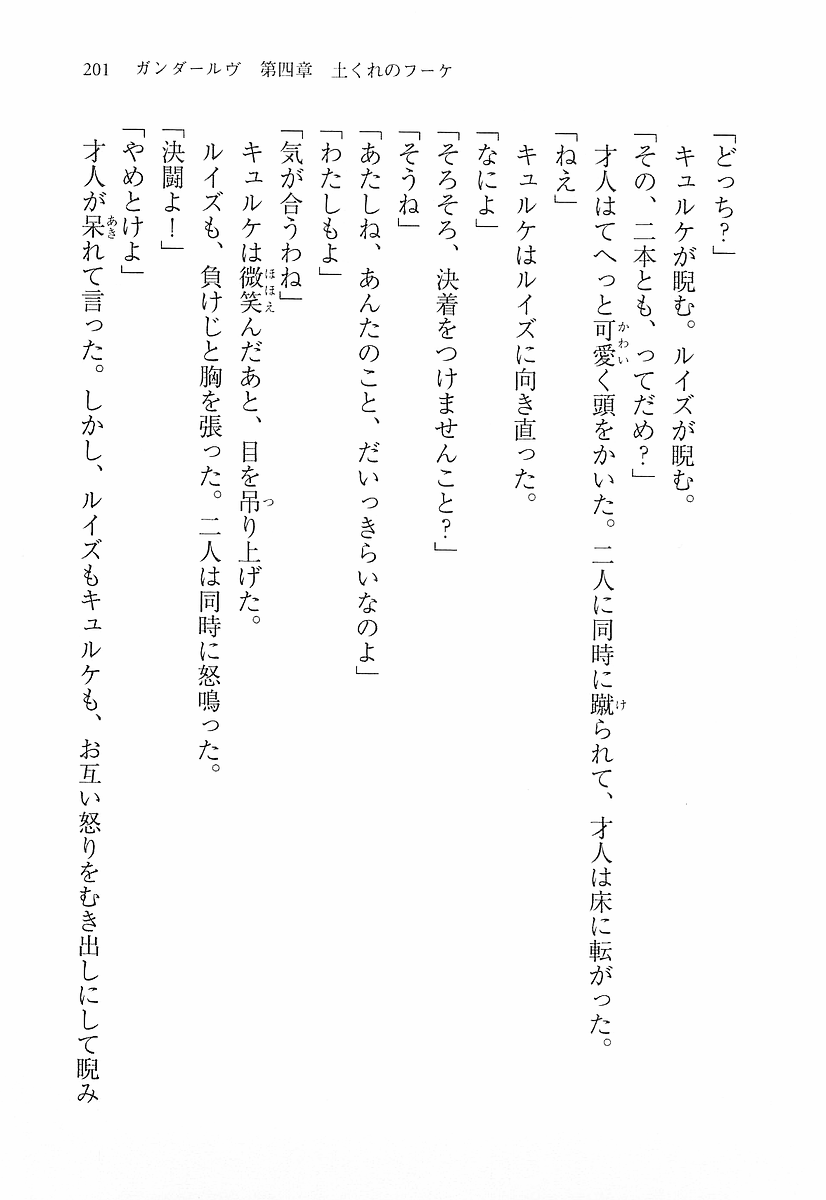 201　ガンダールヴ　第四章　土くれのフーケ
「どっち?」
キュルケが睨む。ルイズが睨む。
「その、二本とも、ってだめ?」
才人はてへっと可愛く頭をかいた。二人に同時に蹴られて、才人は床に転がった。
「ねえ」
キュルケはルイズに向き直った。
「なによ」
「そろそろ、決着をつけませんこと?」
「そうね」
「あたしね、あんたのこと、だいっきらいなのよ」
「わたしもよ」
「気が合うわね」
キュルケは微笑んだあと、目を吊り上げた。
ルイズも、負けじと胸を張った。二人は同時に怒鳴った。
「決闘よ!」
「やめとけよ」
才人が呆れて言った。しかし、ルイズもキュルケも、お互い怒りをむき出しにして睨み